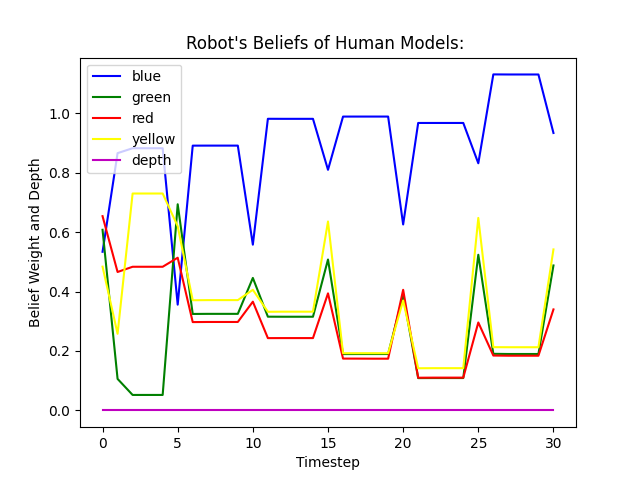 Robot's Beliefs of Human Models:
blue
green
red
yellow
depth
Belief Weight and Depth
1.0
0.8
0.6
0.4
0.2
0.0
0 5 10 15 20 25 30
Timestep